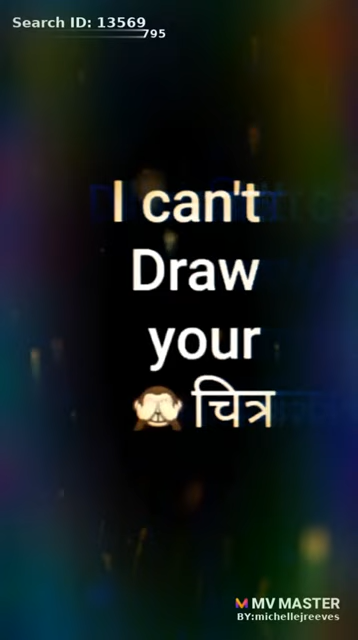 Search ID: 13569
795
I can't
Draw
your
🙈 चित्र
MV MASTER
BY:michellejreeves